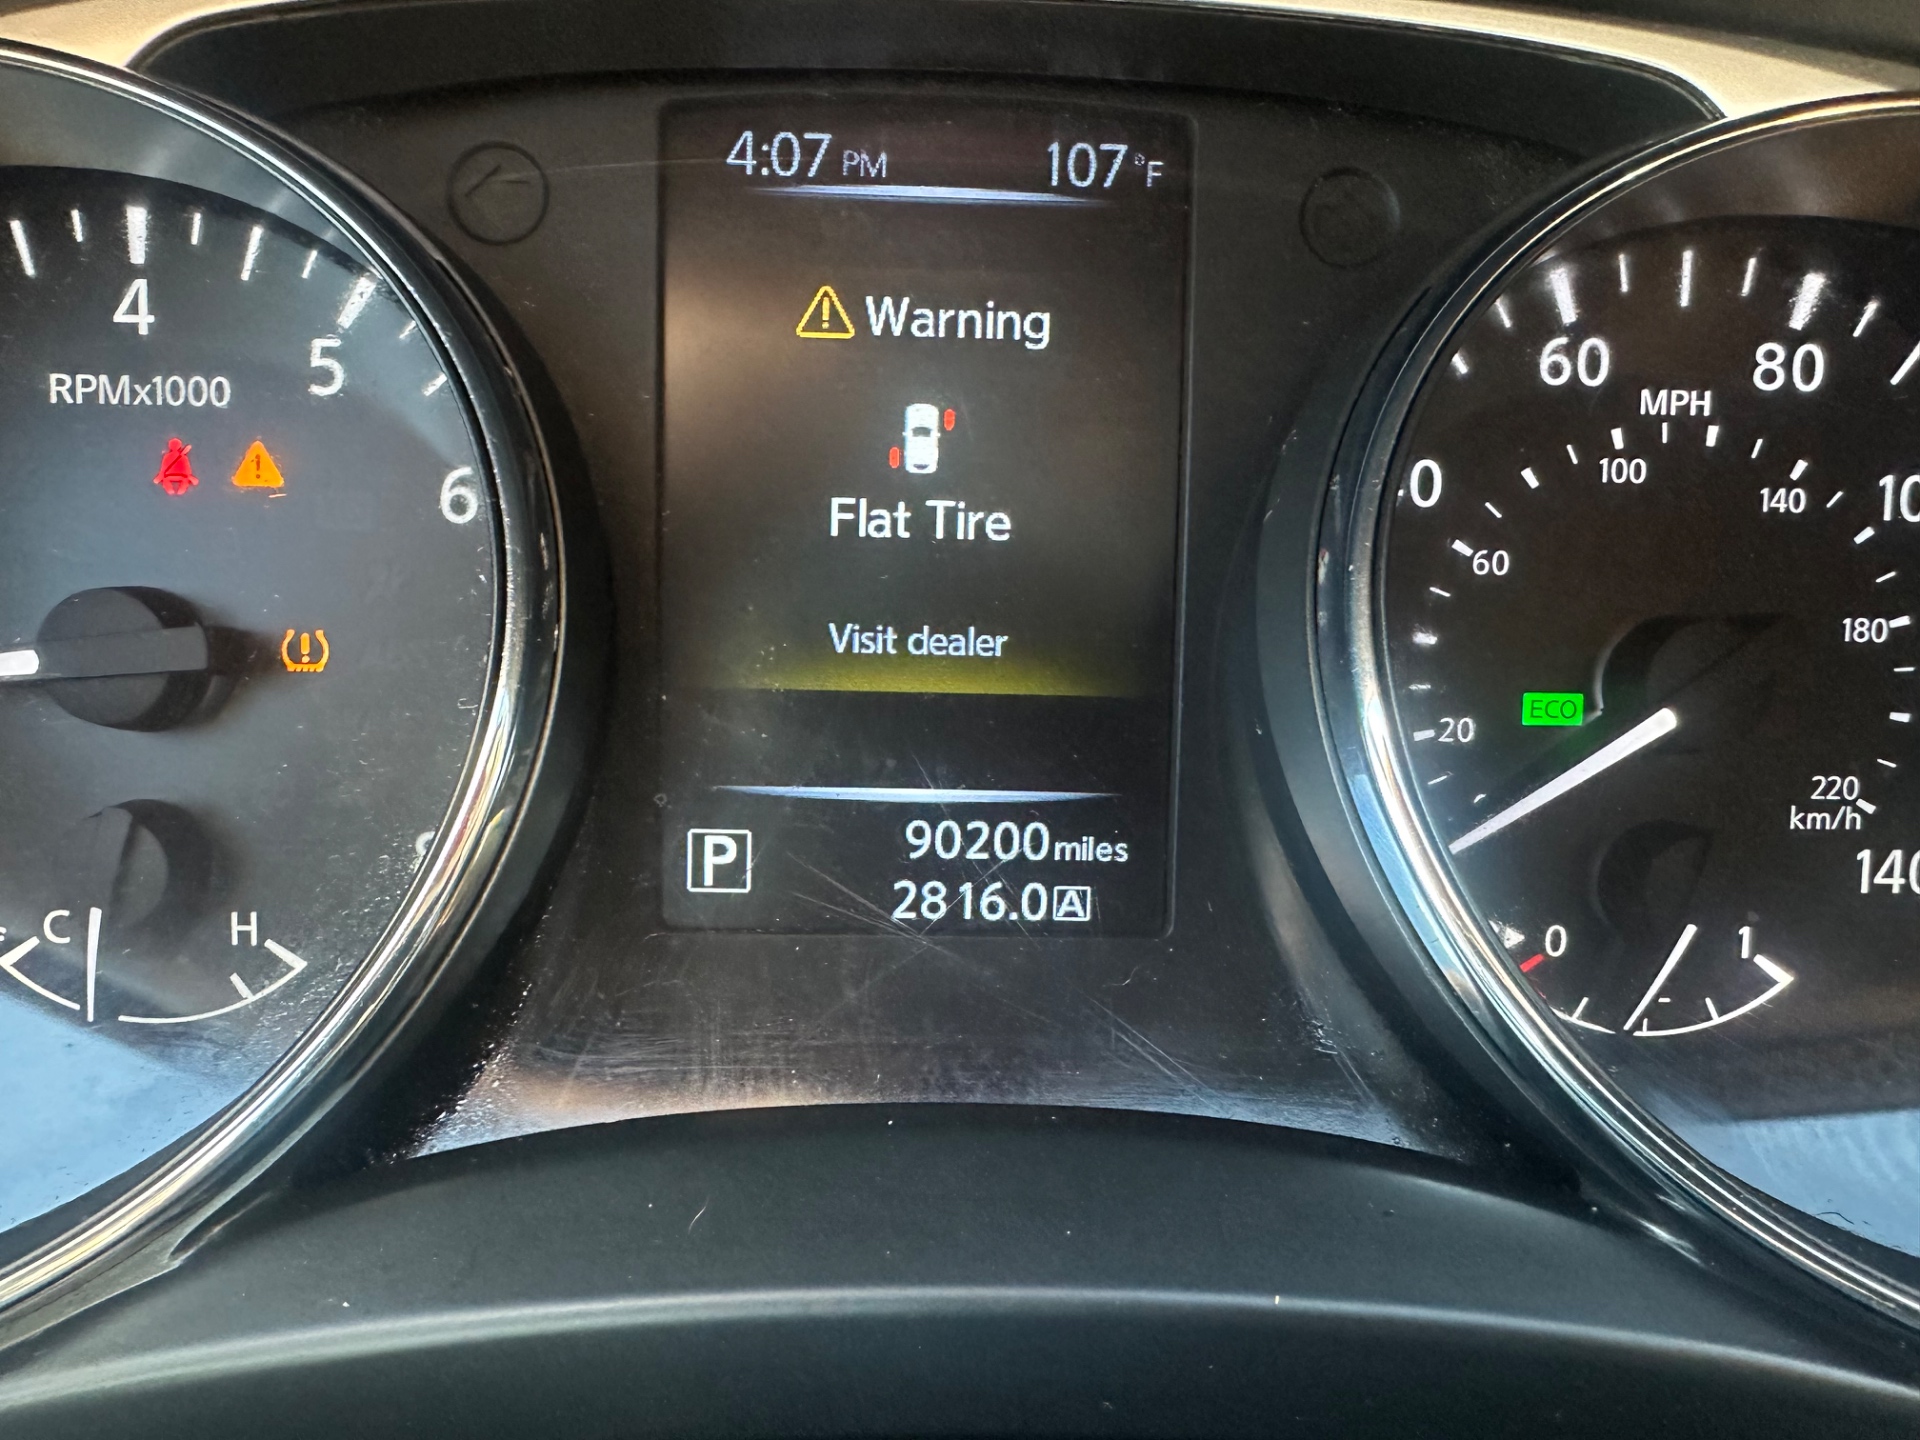 4:07 PM 107°F
Warning
Flat Tire
Visit dealer
P 90200 miles
2816.0 A
4
5
6
RPMx1000
C H
60 80
MPH
100 140
60
180
20
ECO
220
km/h
140
0 1